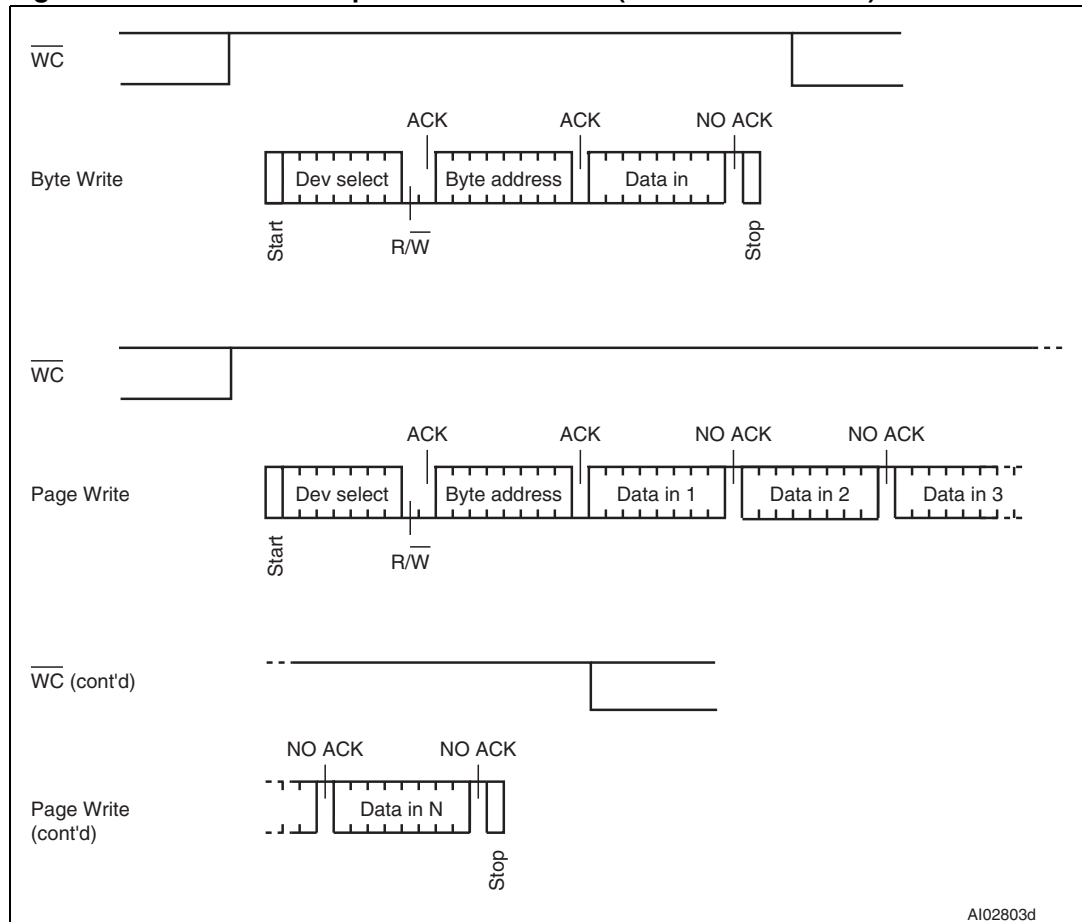 WC
ACK ACK NO ACK
Byte Write Dev select Byte address Data in
Start R/W Stop
WC
ACK ACK NO ACK NO ACK
Page Write Dev select Byte address Data in 1 Data in 2 Data in 3
Start R/W
WC (cont'd)
NO ACK NO ACK
Page Write Data in N
(cont'd)
Stop
AI02803d